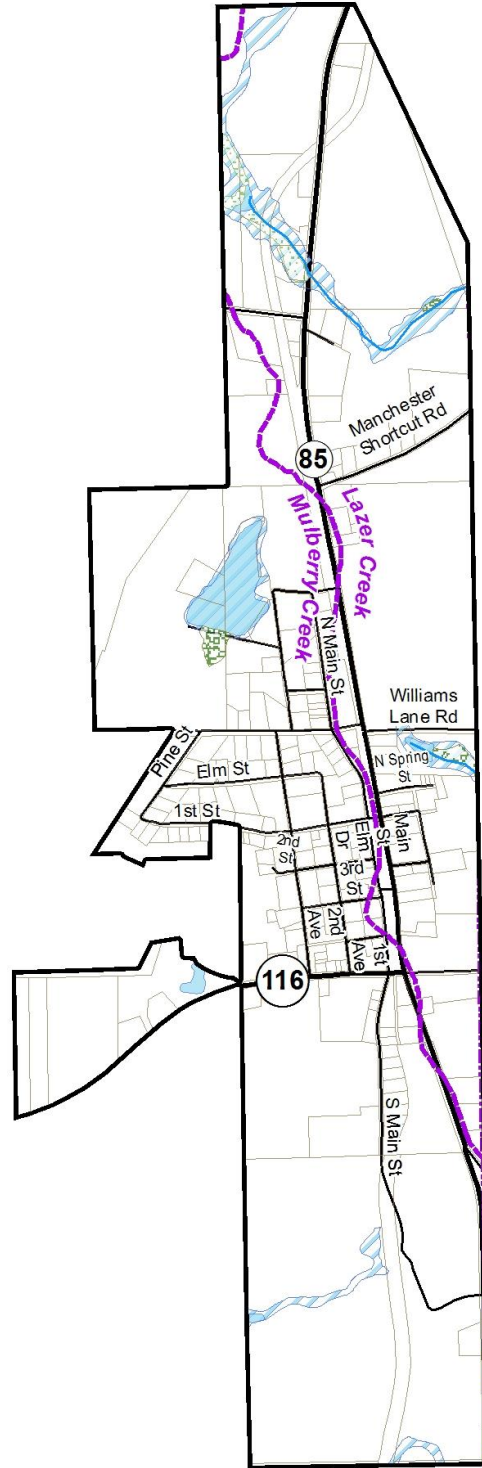 Manchester
Shortcut Rd
85
Lazer Creek
Mulberry Creek
N Main St
Williams
Lane Rd
Pine St
N Spring
St
Elm St
1st St
Main
St
Elm
Dr
2nd
St
3rd
St
2nd
Ave
1st
Ave
116
S Main St